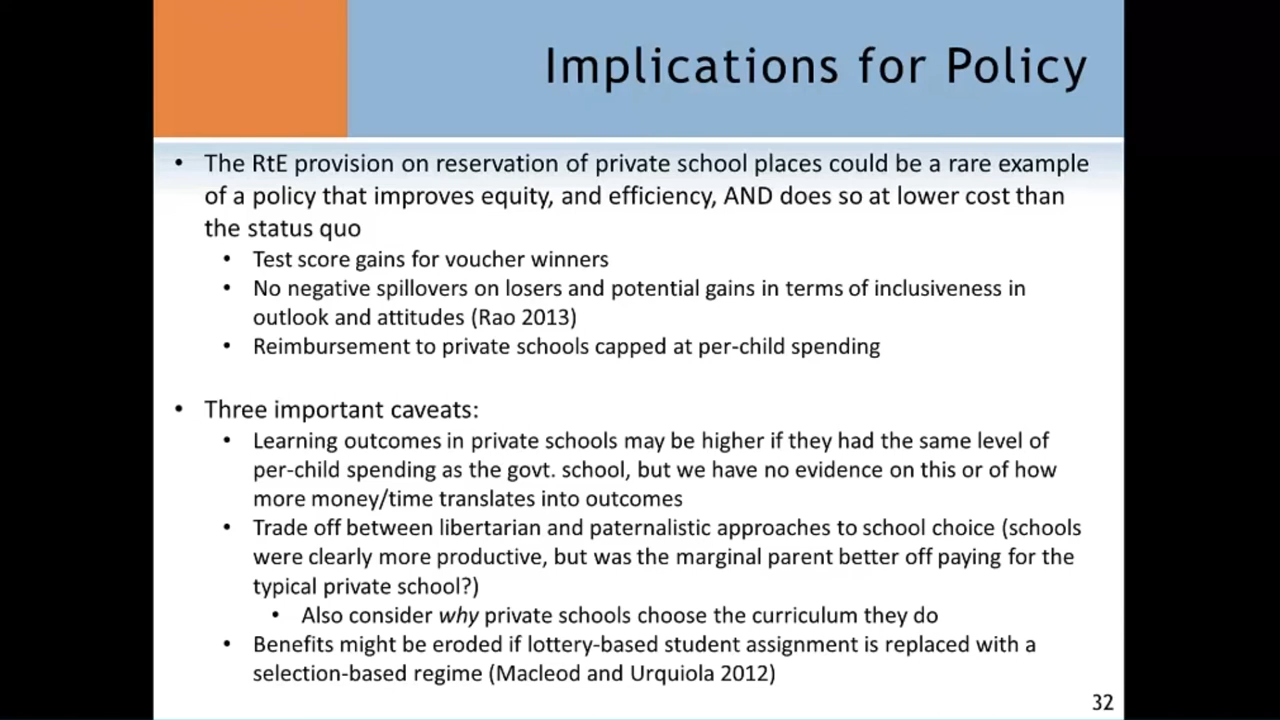 Implications for Policy
• The RtE provision on reservation of private school places could be a rare example
of a policy that improves equity, and efficiency, AND does so at lower cost than
the status quo
• Test score gains for voucher winners
• No negative spillovers on losers and potential gains in terms of inclusiveness in
outlook and attitudes (Rao 2013)
• Reimbursement to private schools capped at per-child spending
• Three important caveats:
• Learning outcomes in private schools may be higher if they had the same level of
per-child spending as the govt. school, but we have no evidence on this or of how
more money/time translates into outcomes
• Trade off between libertarian and paternalistic approaches to school choice (schools
were clearly more productive, but was the marginal parent better off paying for the
typical private school?)
• Also consider why private schools choose the curriculum they do
• Benefits might be eroded if lottery-based student assignment is replaced with a
selection-based regime (Macleod and Urquiola 2012)
32